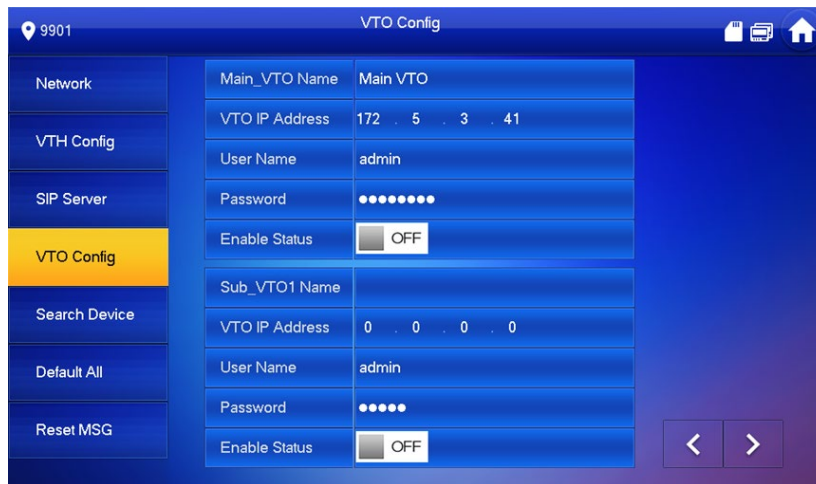 9901
VTO Config
Network
VTH Config
SIP Server
VTO Config
Search Device
Default All
Reset MSG
Main_VTO Name Main VTO
VTO IP Address 172 . 5 . 3 . 41
User Name admin
Password ●●●●●●●●
Enable Status OFF
Sub_VTO1 Name
VTO IP Address 0 . 0 . 0 . 0
User Name admin
Password ●●●●●
Enable Status OFF